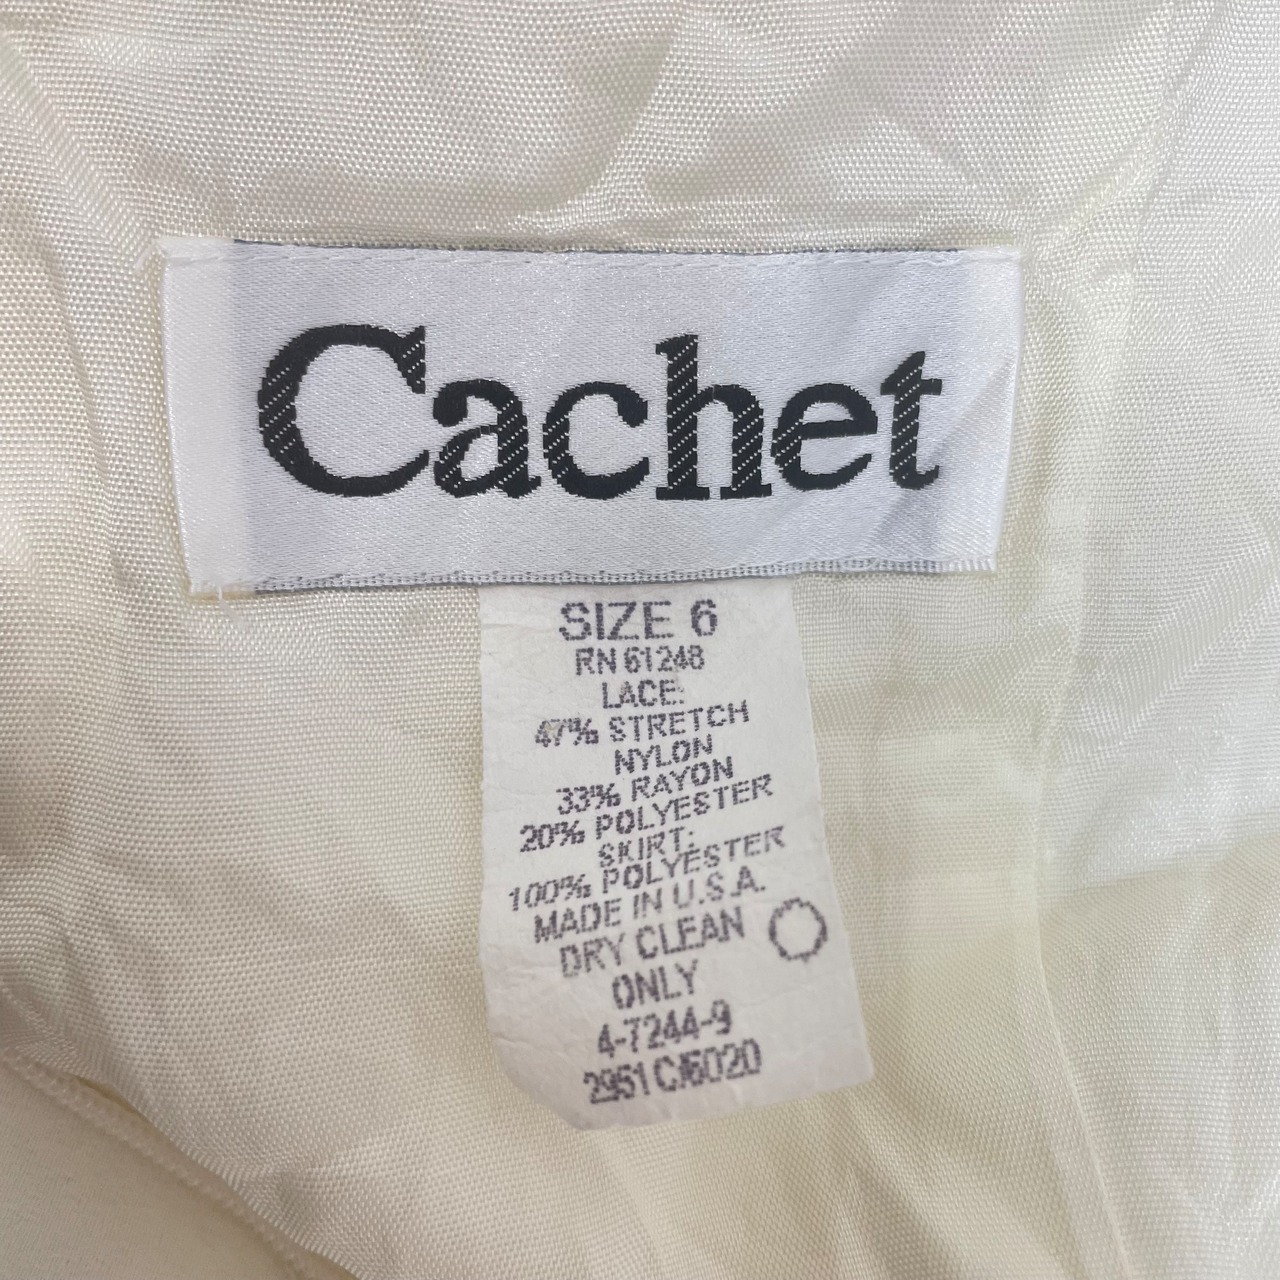 Cachet
SIZE 6
RN 61248
LACE:
47% STRETCH
NYLON
33% RAYON
20% POLYESTER
SKIRT:
100% POLYESTER
MADE IN U.S.A.
DRY CLEAN
ONLY
4-7244-9
2951C/6020